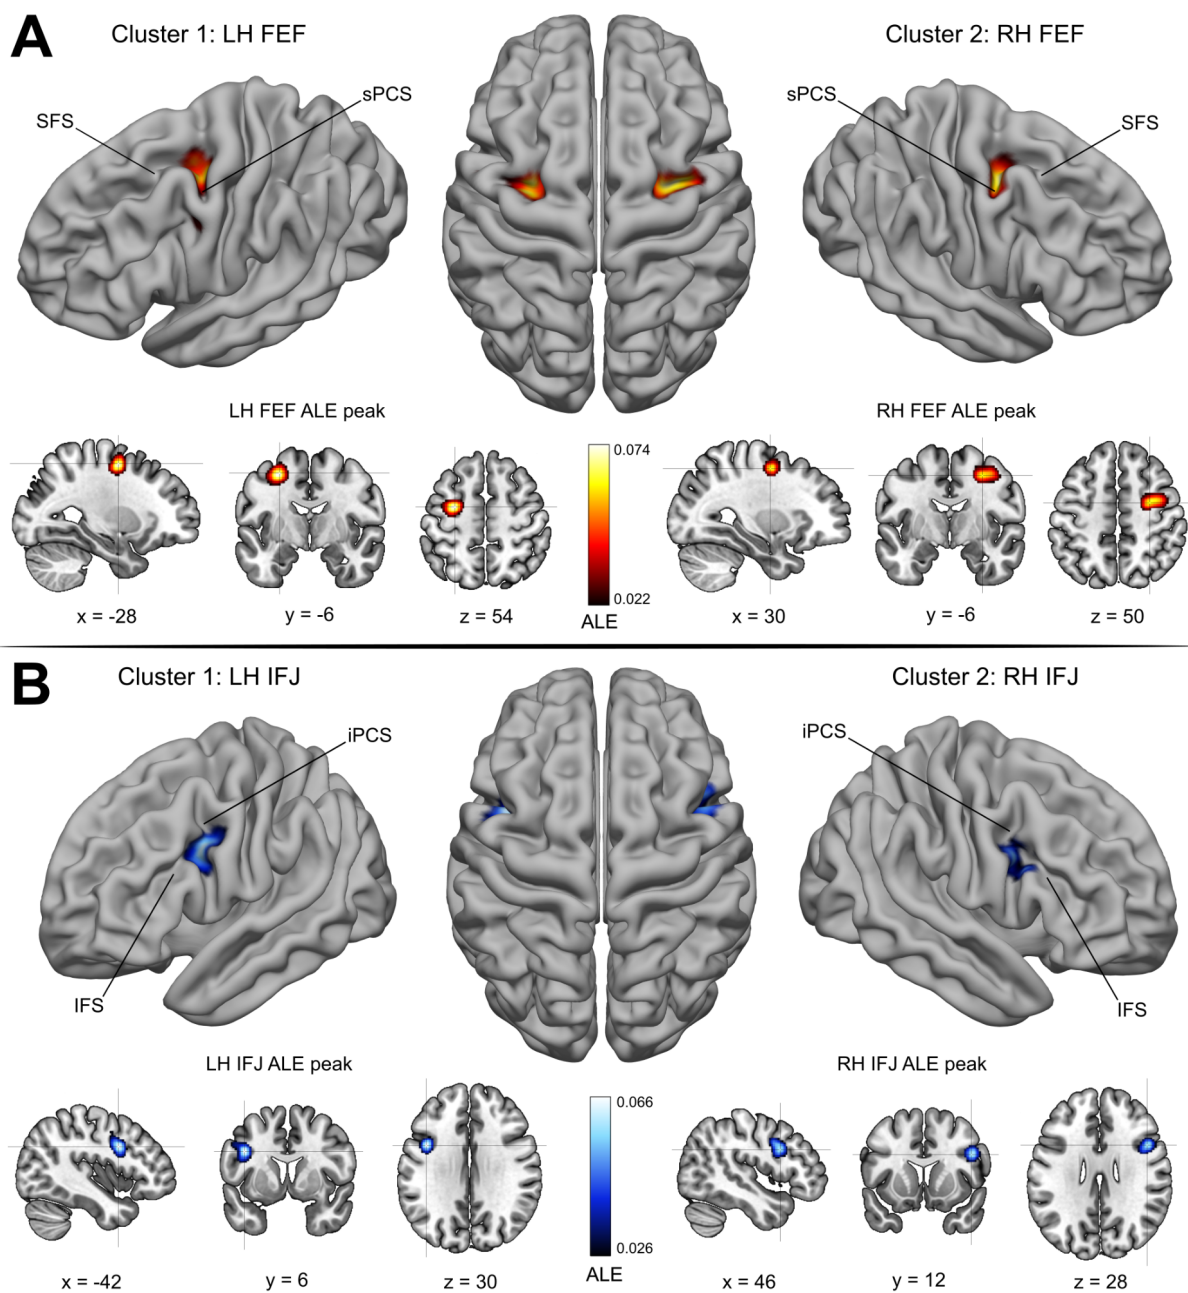 A
Cluster 1: LH FEF
Cluster 2: RH FEF
sPCS
sPCS
SFS
SFS
LH FEF ALE peak
RH FEF ALE peak
0.074
0.022
ALE
x = -28
y = -6
z = 54
x = 30
y = -6
z = 50
B
Cluster 1: LH IFJ
Cluster 2: RH IFJ
iPCS
iPCS
IFS
IFS
LH IFJ ALE peak
RH IFJ ALE peak
0.066
0.026
ALE
x = -42
y = 6
z = 30
x = 46
y = 12
z = 28